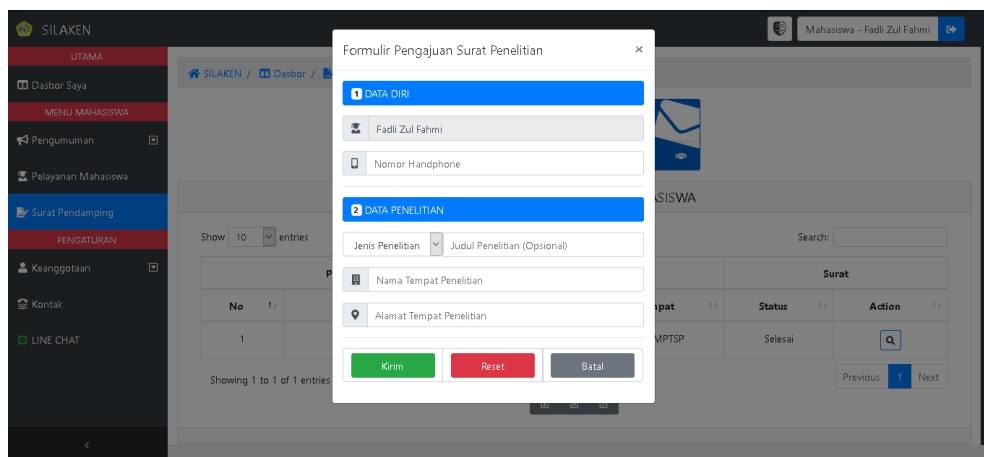 SILAKEN
Mahasiswa - Fadli Zul Fahmi
UTAMA
Dasbor Saya
MENU MAHASISWA
Pengumuman
Pelayanan Mahasiswa
Surat Pendamping
PENGATURAN
Keanggotaan
Kontak
LINE CHAT
SILAKEN / Dasbor /
Formulir Pengajuan Surat Penelitian ×
1 DATA DIRI
Fadli Zul Fahmi
Nomor Handphone
2 DATA PENELITIAN
Jenis Penelitian Judul Penelitian (Opsional)
Nama Tempat Penelitian
Alamat Tempat Penelitian
Kirim Reset Batal
Show 10 entries Search:
Surat
No Status Action
1 Selesai
Showing 1 to 1 of 1 entries
Previous 1 Next